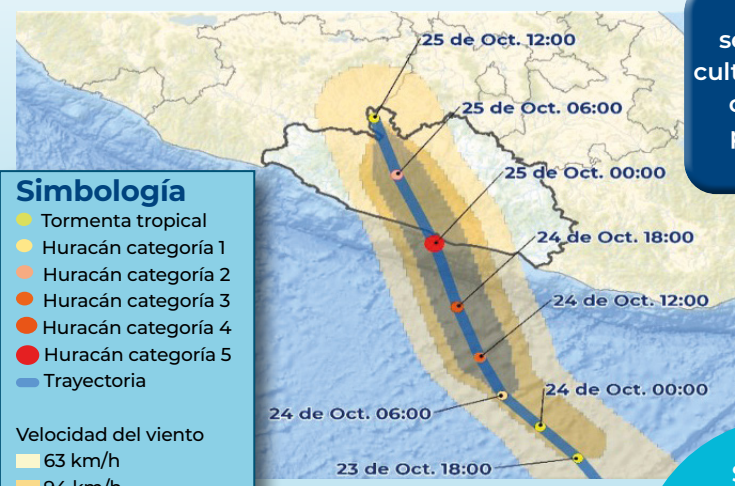 25 de Oct. 12:00
25 de Oct. 06:00
25 de Oct. 00:00
24 de Oct. 18:00
24 de Oct. 12:00
24 de Oct. 00:00
24 de Oct. 06:00
23 de Oct. 18:00
Simbología
Tormenta tropical
Huracán categoría 1
Huracán categoría 2
Huracán categoría 3
Huracán categoría 4
Huracán categoría 5
Trayectoria
Velocidad del viento
63 km/h
94 km/h